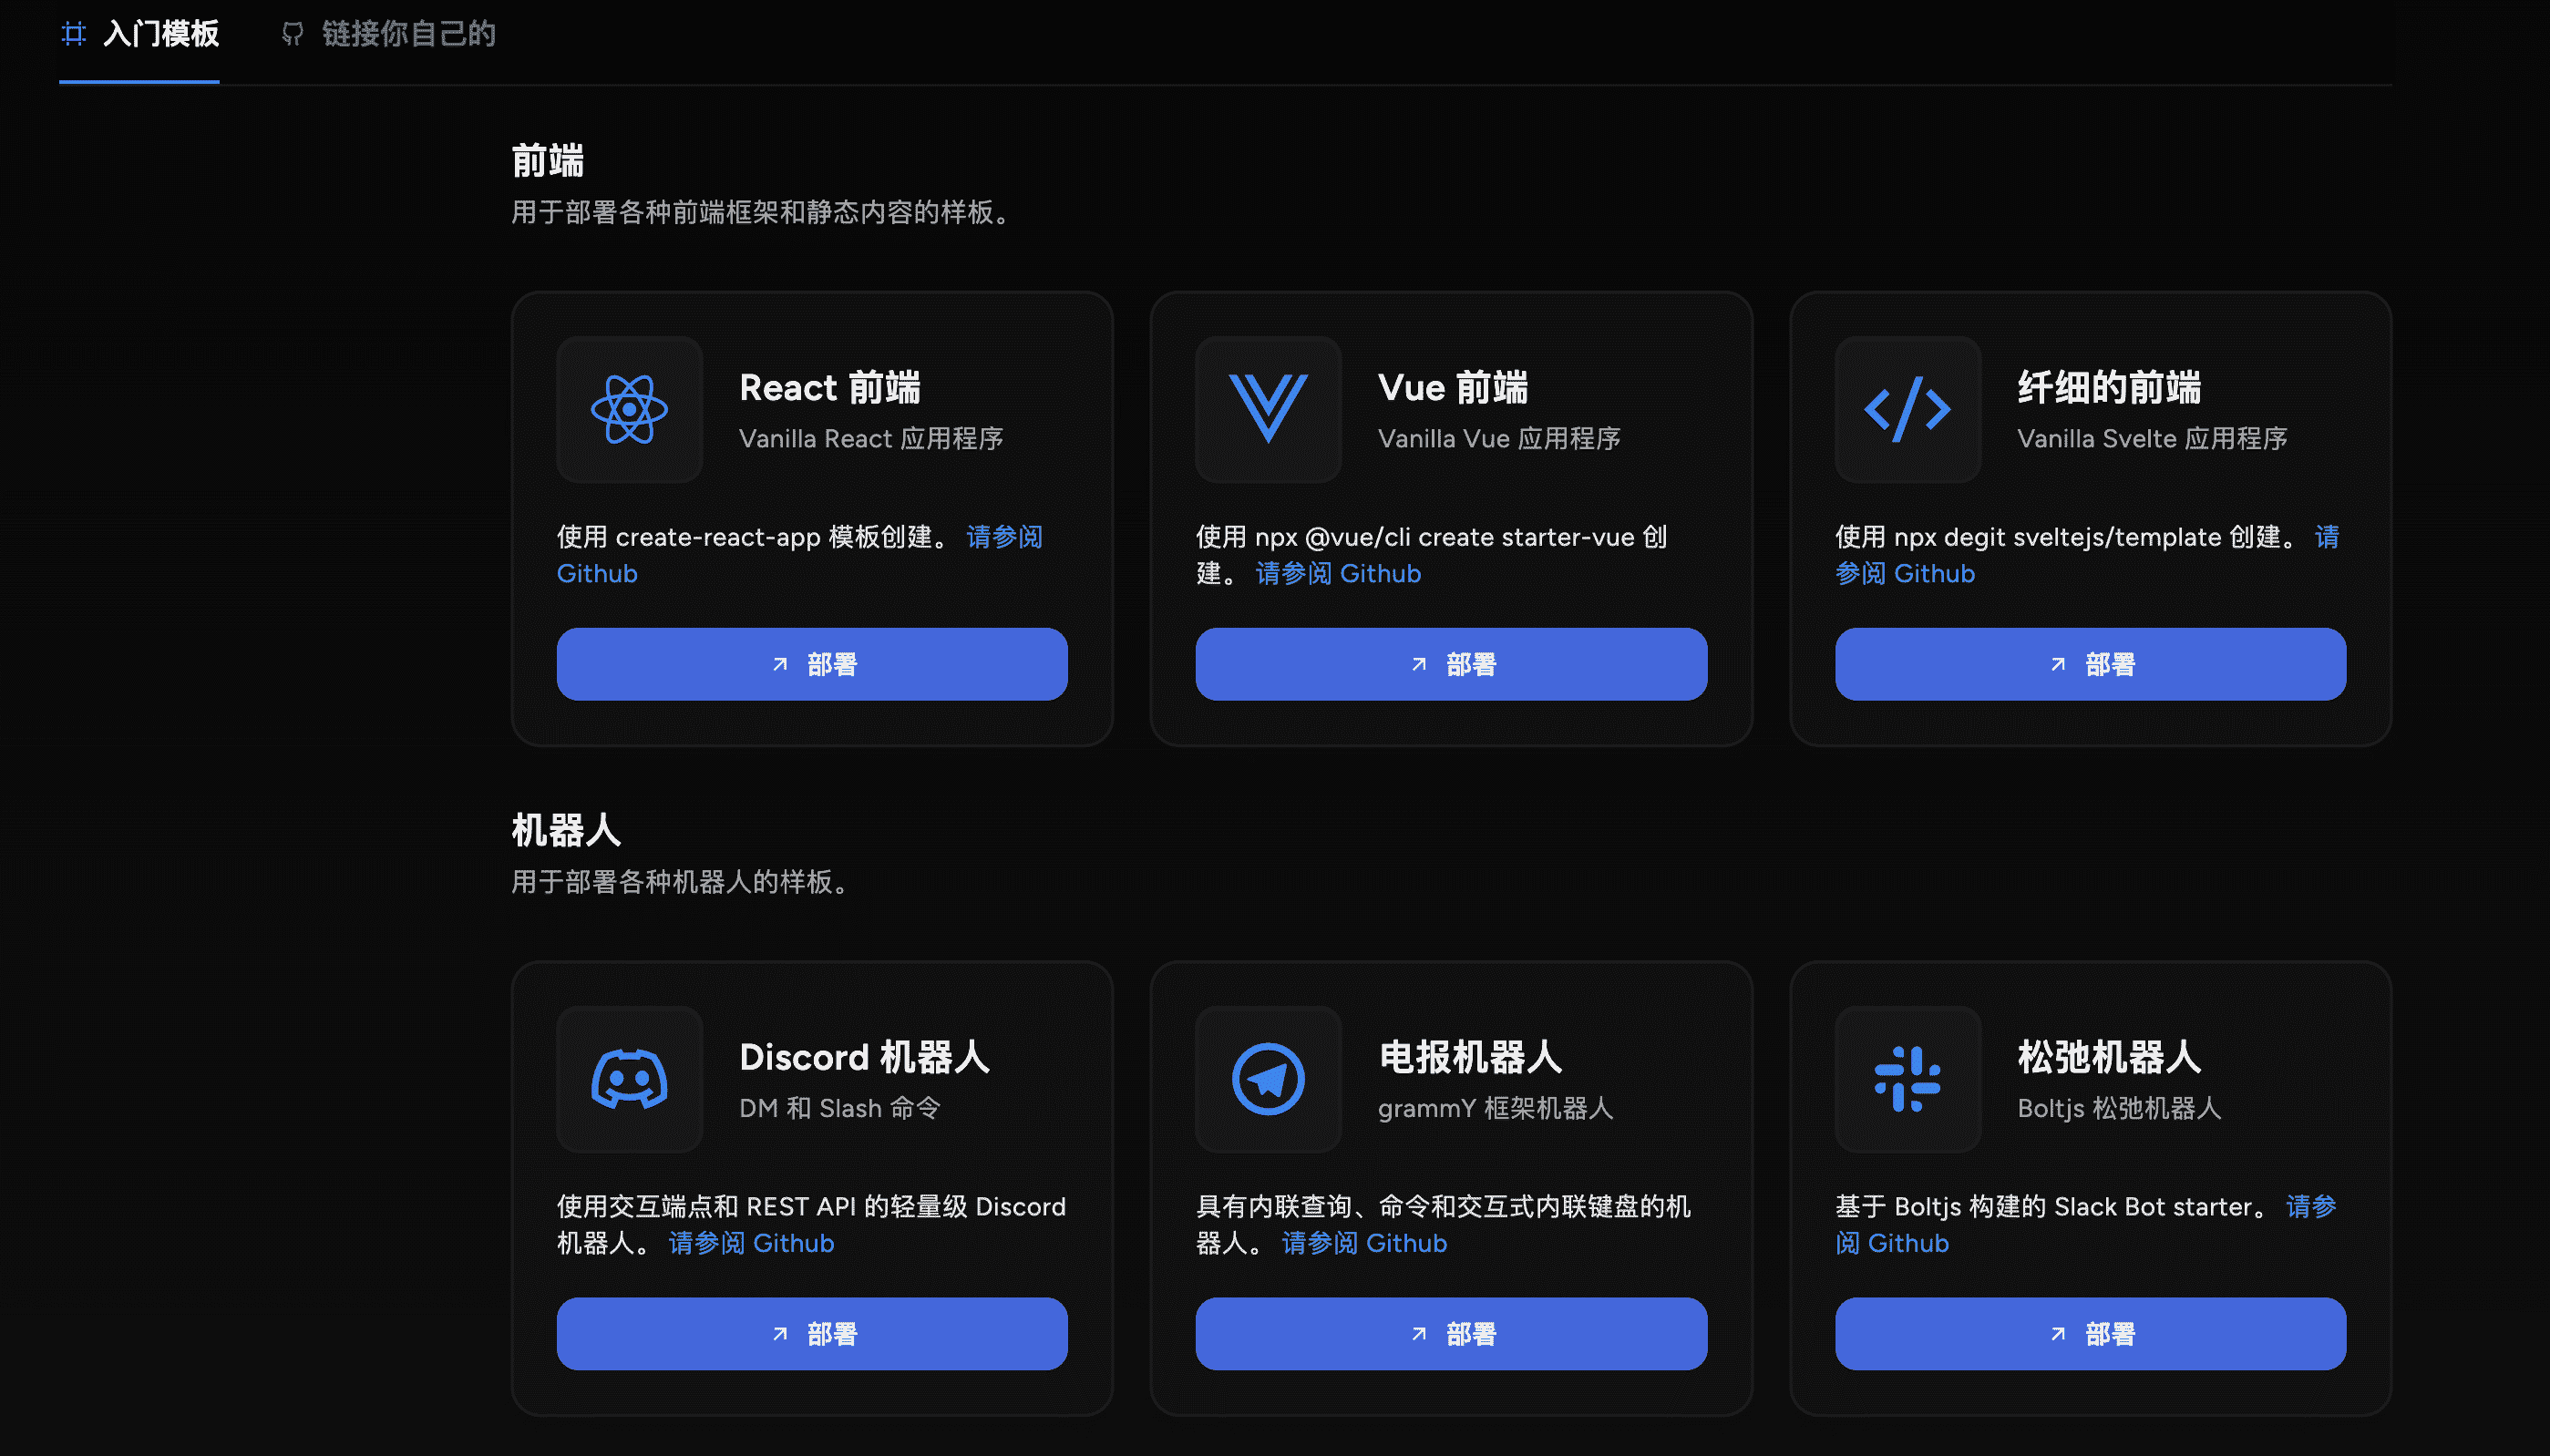 入门模板
链接你自己的
前端
用于部署各种前端框架和静态内容的样板。
React 前端
Vanilla React 应用程序
使用 create-react-app 模板创建。 请参阅
Github
部署
Vue 前端
Vanilla Vue 应用程序
使用 npx @vue/cli create starter-vue 创
建。 请参阅 Github
部署
纤细的前端
Vanilla Svelte 应用程序
使用 npx degit sveltejs/template 创建。 请
参阅 Github
部署
机器人
用于部署各种机器人的样板。
Discord 机器人
DM 和 Slash 命令
使用交互端点和 REST API 的轻量级 Discord
机器人。 请参阅 Github
部署
电报机器人
grammY 框架机器人
具有内联查询、命令和交互式内联键盘的机
器人。 请参阅 Github
部署
松弛机器人
Boltjs 松弛机器人
基于 Boltjs 构建的 Slack Bot starter。 请参
阅 Github
部署